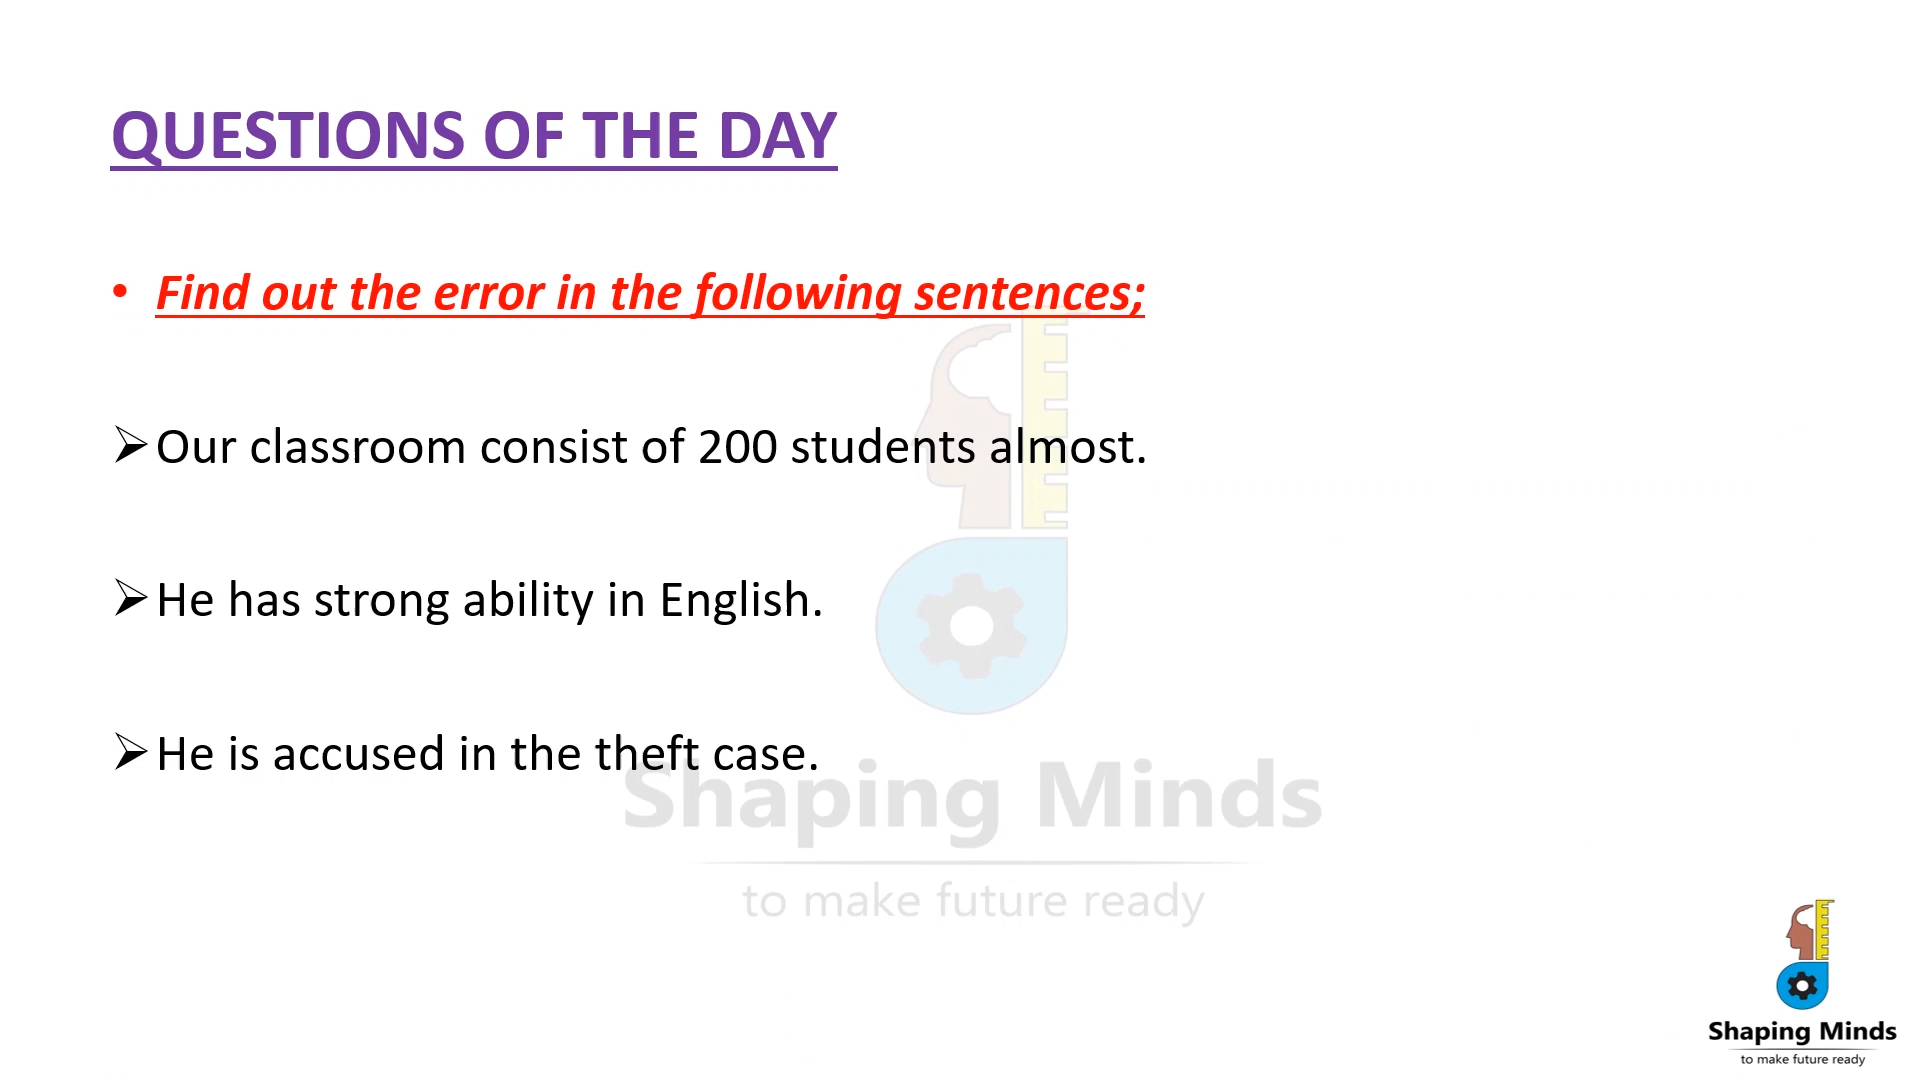 QUESTIONS OF THE DAY
• Find out the error in the following sentences;
➢Our classroom consist of 200 students almost.
➢He has strong ability in English.
➢He is accused in the theft case.
Shaping Minds
to make future ready
Shaping Minds
to make future ready